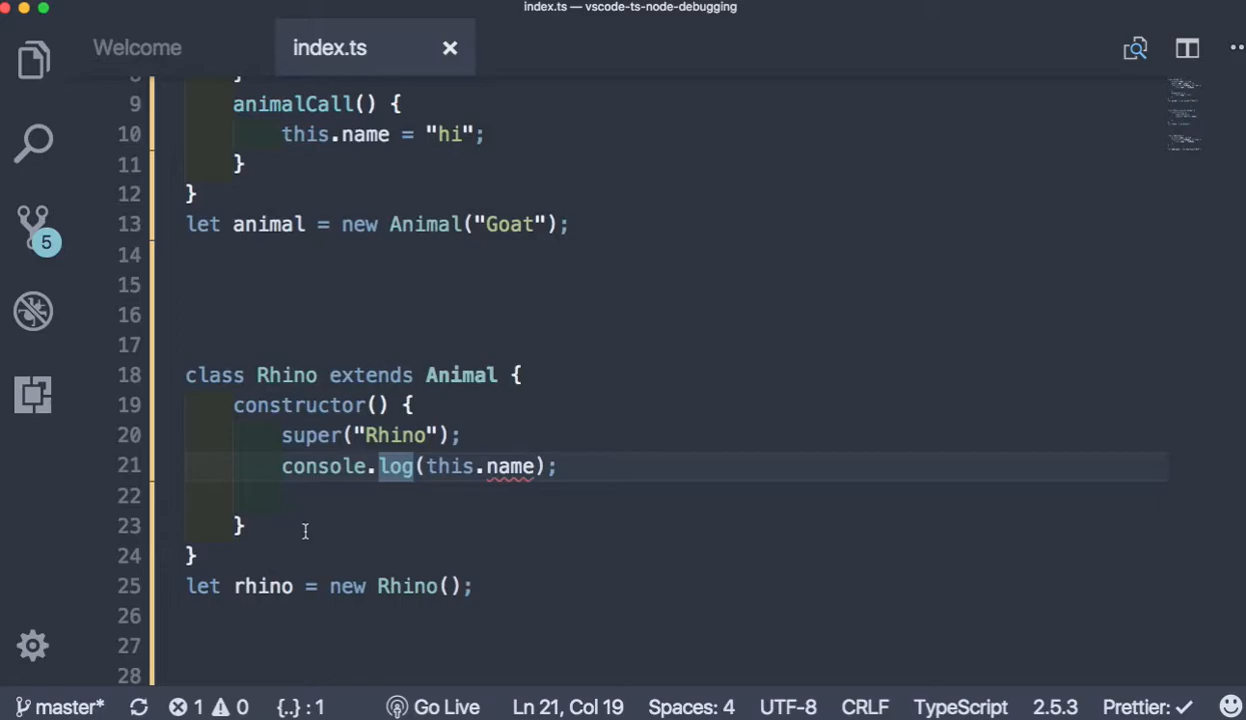 index.ts — vscode-ts-node-debugging
Welcome
index.ts
9 animalCall() {
10 this.name = "hi";
11 }
12 }
13 let animal = new Animal("Goat");
14
15
16
17
18 class Rhino extends Animal {
19 constructor() {
20 super("Rhino");
21 console.log(this.name);
22
23 }
24 }
25 let rhino = new Rhino();
26
27
28
5
master* 1 0 {..} : 1 Go Live Ln 21, Col 19 Spaces: 4 UTF-8 CRLF TypeScript 2.5.3 Prettier: ✓